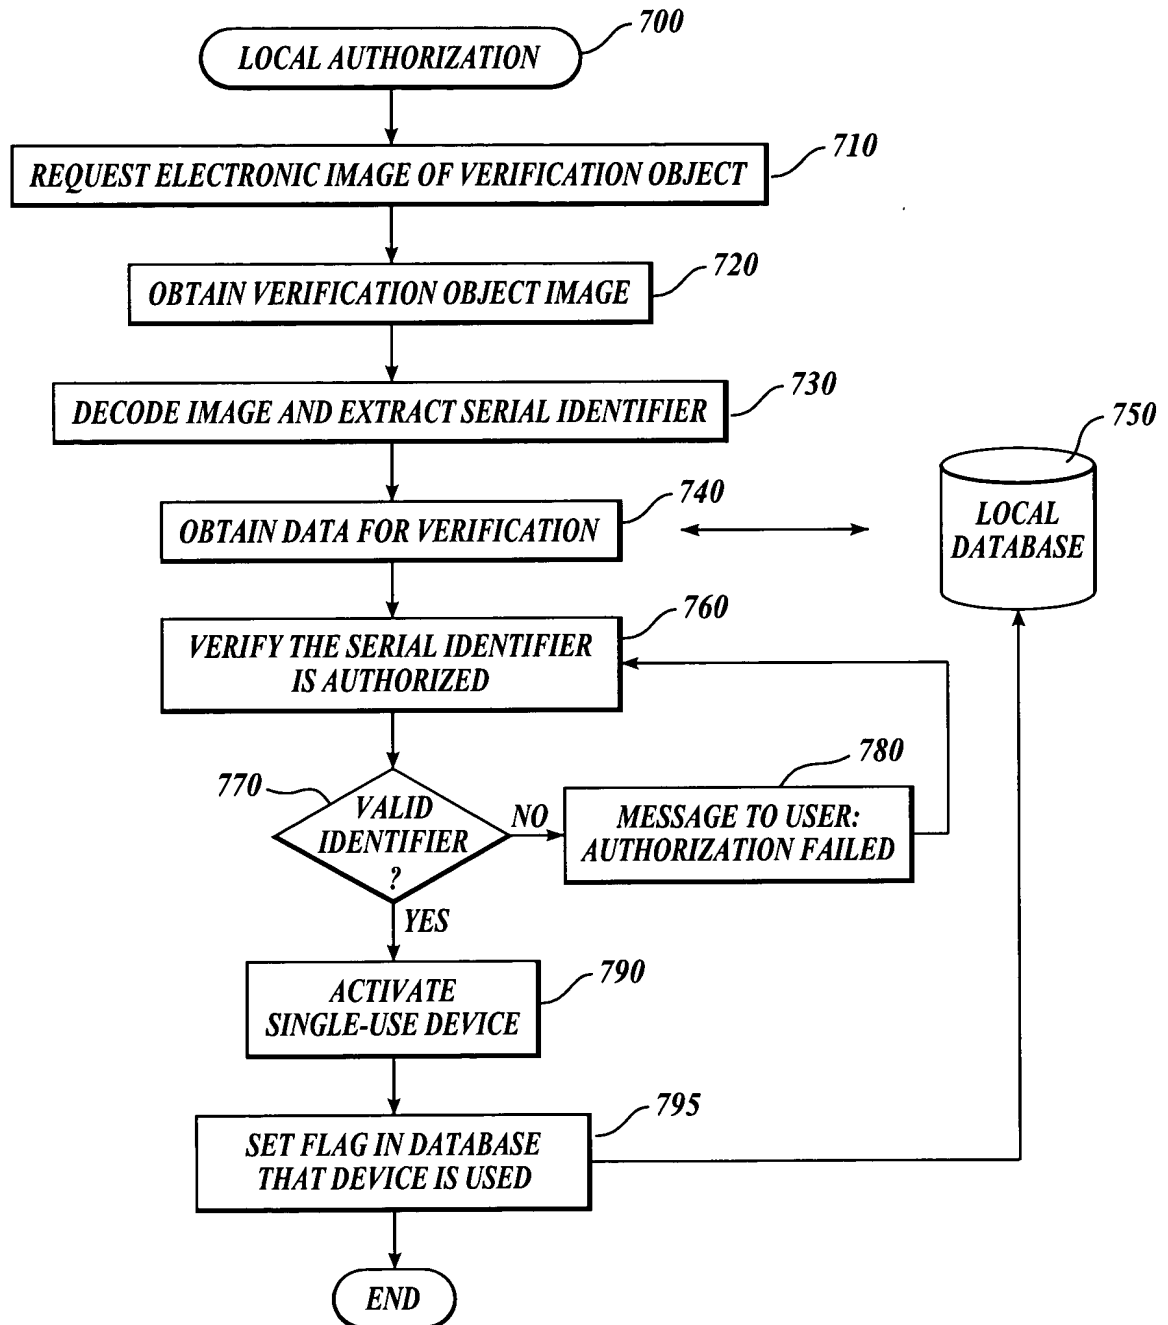 700
LOCAL AUTHORIZATION
710
REQUEST ELECTRONIC IMAGE OF VERIFICATION OBJECT
720
OBTAIN VERIFICATION OBJECT IMAGE
730
DECODE IMAGE AND EXTRACT SERIAL IDENTIFIER
750
LOCAL
DATABASE
740
OBTAIN DATA FOR VERIFICATION
760
VERIFY THE SERIAL IDENTIFIER
IS AUTHORIZED
770
VALID
IDENTIFIER
?
NO
780
MESSAGE TO USER:
AUTHORIZATION FAILED
YES
790
ACTIVATE
SINGLE-USE DEVICE
795
SET FLAG IN DATABASE
THAT DEVICE IS USED
END